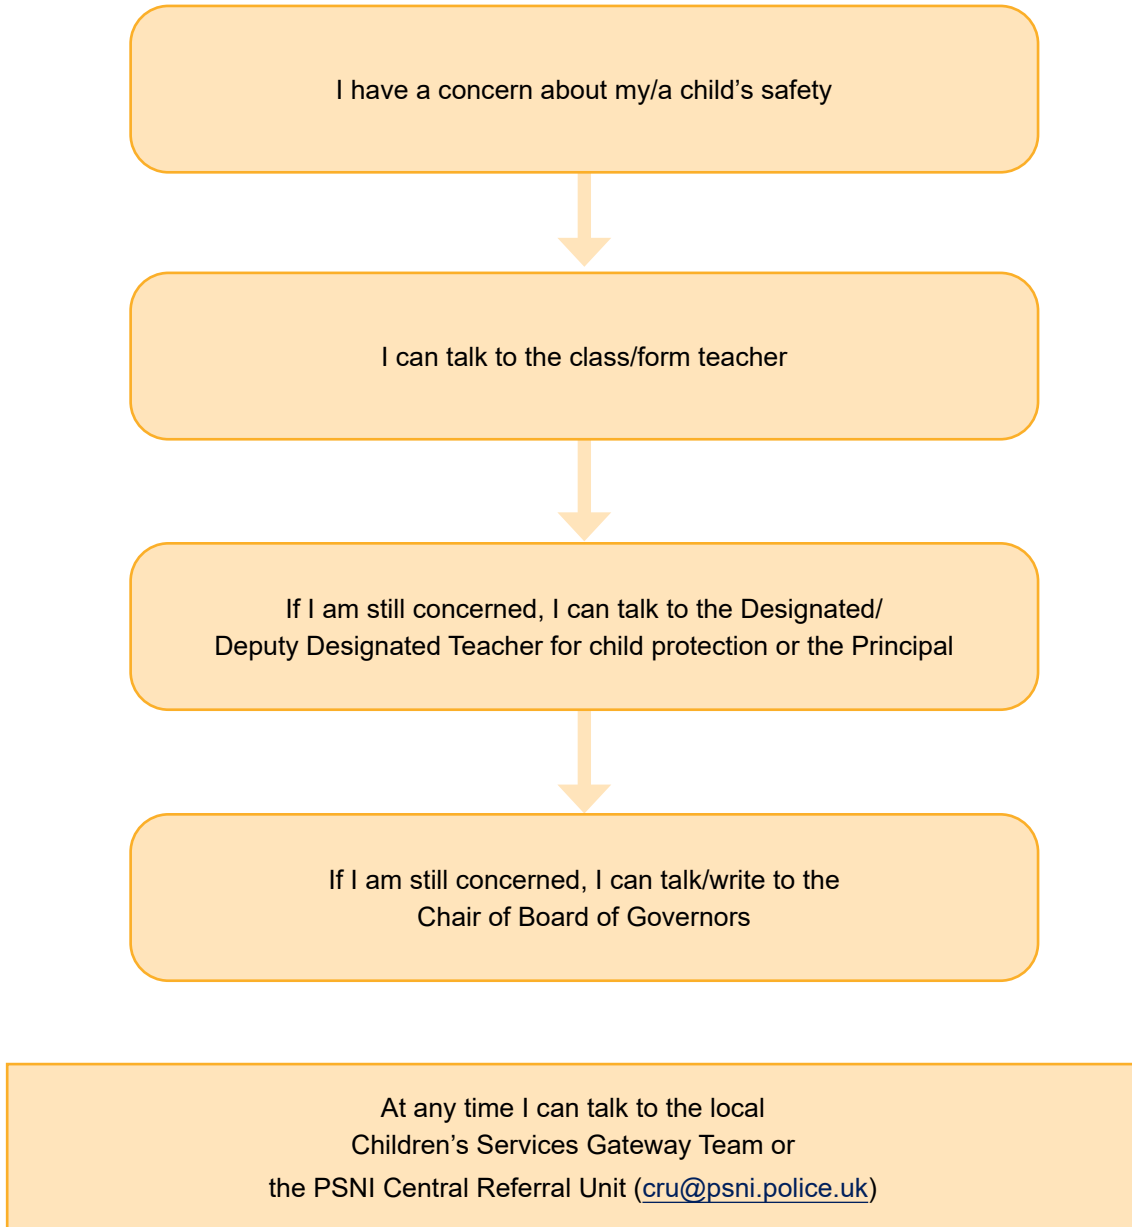 I have a concern about my/a child’s safety
I can talk to the class/form teacher
If I am still concerned, I can talk to the Designated/
Deputy Designated Teacher for child protection or the Principal
If I am still concerned, I can talk/write to the
Chair of Board of Governors
At any time I can talk to the local
Children’s Services Gateway Team or
the PSNI Central Referral Unit (cru@psni.police.uk)